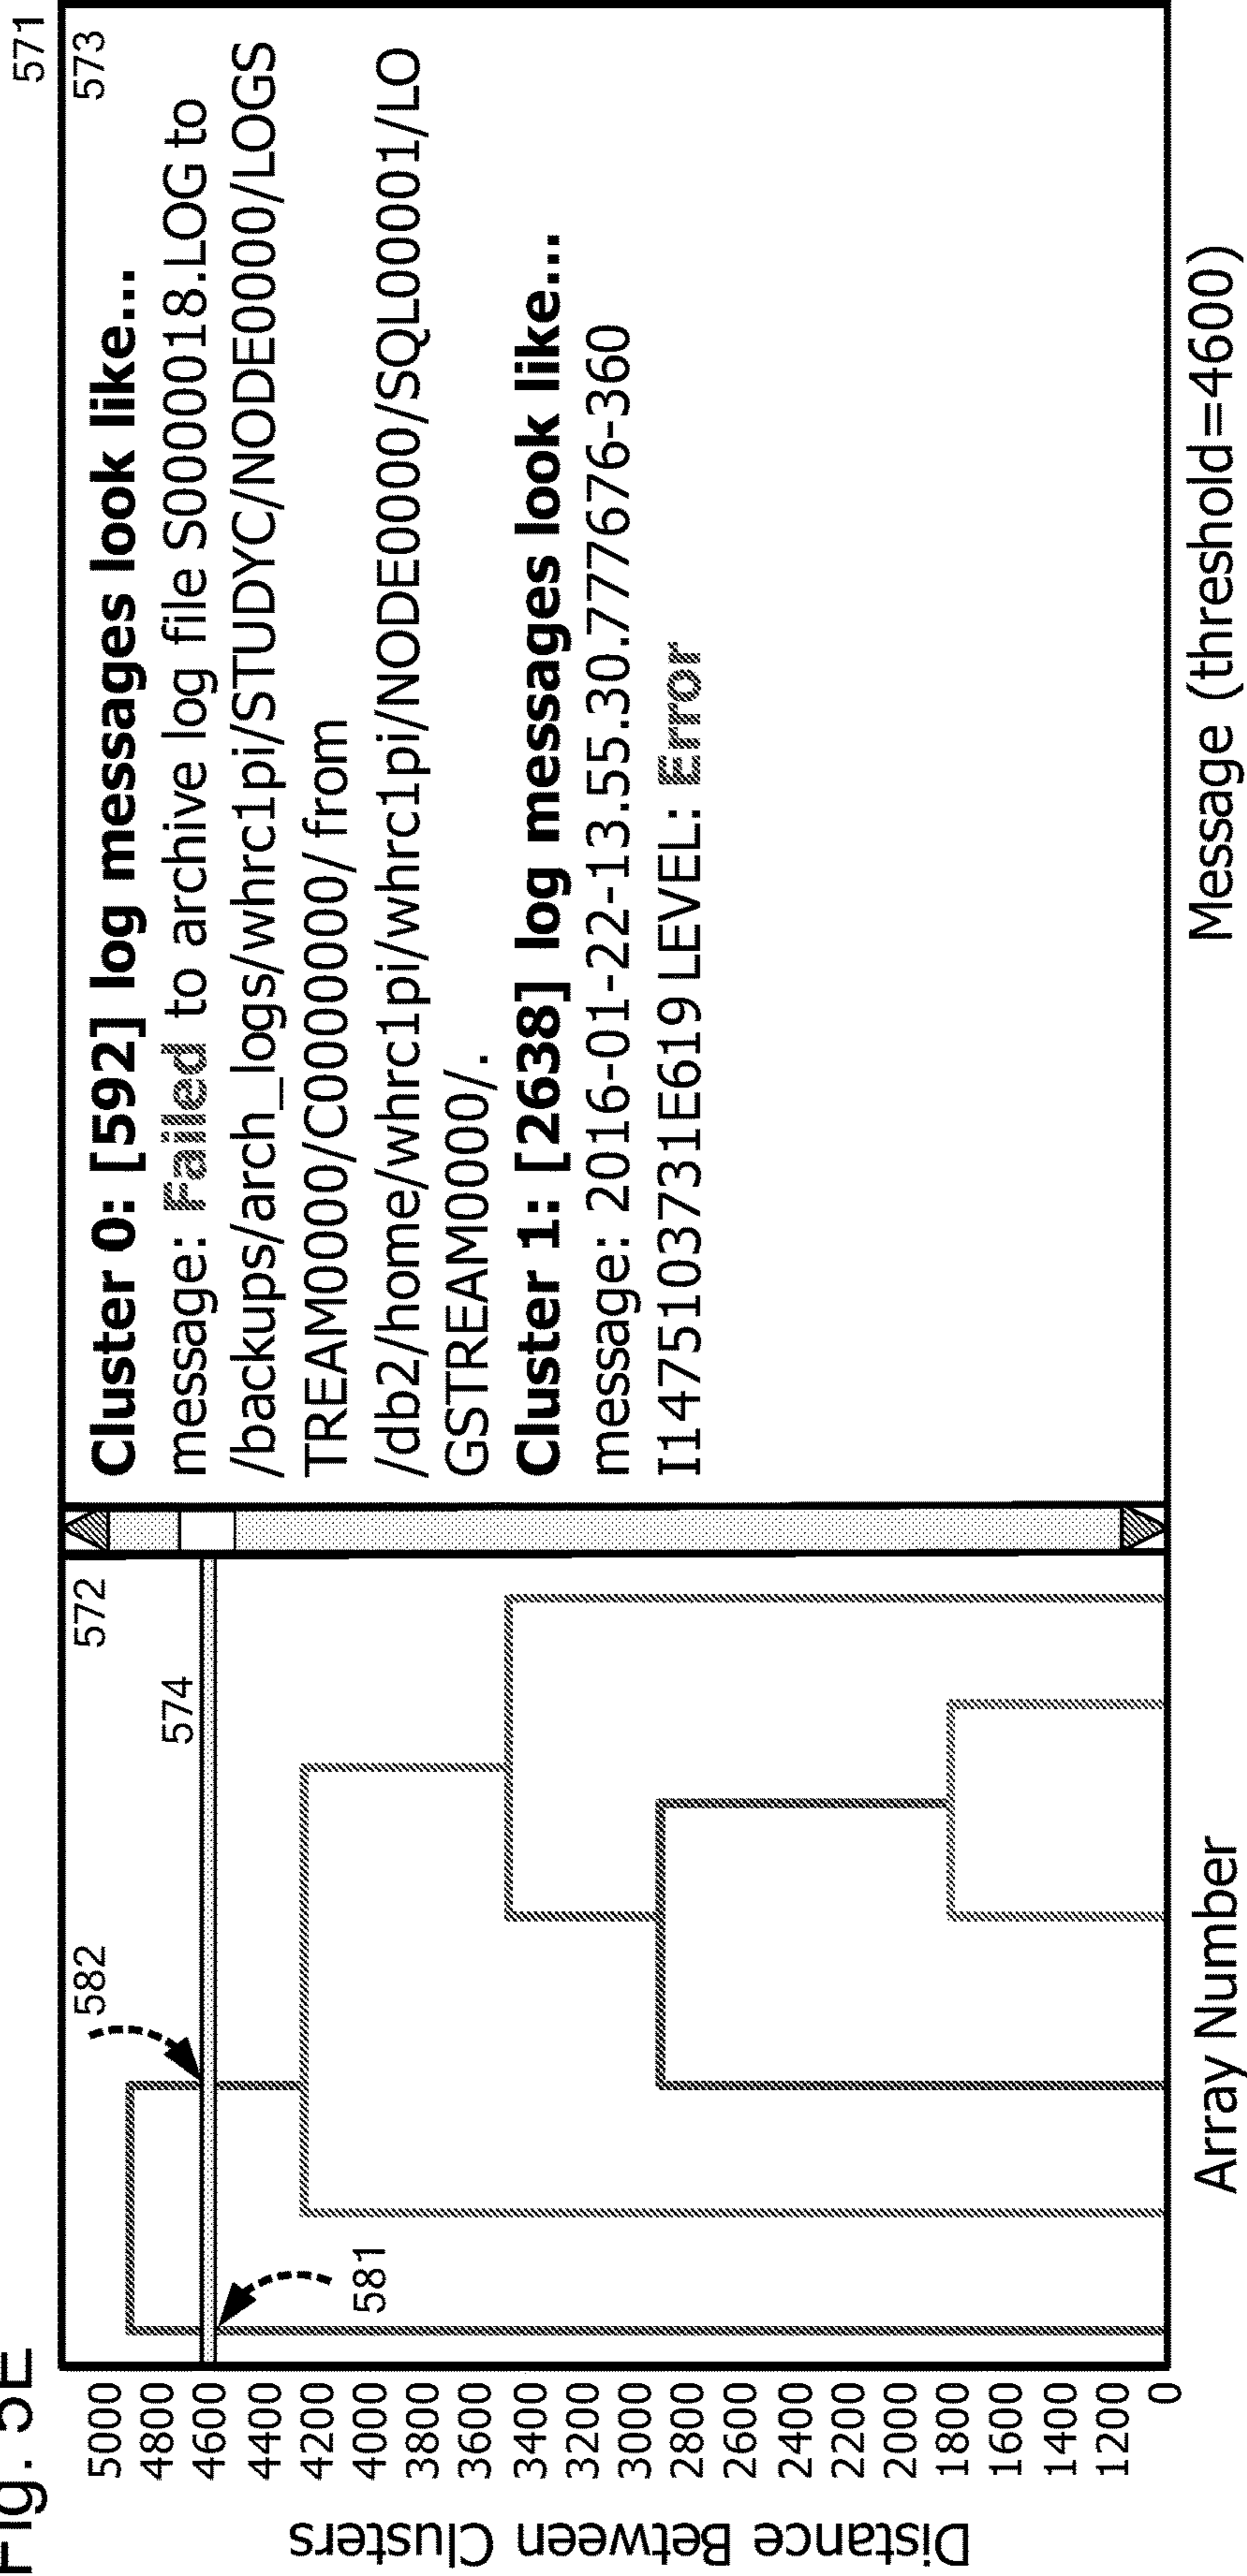 Fig. 5E
571
Distance Between Clusters
5000
4800
4600
4400
4200
4000
3800
3600
3400
3200
3000
2800
2600
2400
2200
2000
1800
1600
1400
1200
0
572
574
582
581
Array Number
573
Cluster 0: [592] log messages look like...
message: Failed to archive log file S0000018.LOG to
/backups/arch_logs/whrc1pi/STUDYC/NODE0000/LOGS
TREAM0000/C0000000/ from
/db2/home/whrc1pi/whrc1pi/NODE0000/SQL00001/LO
GSTREAM0000/.
Cluster 1: [2638] log messages look like...
message: 2016-01-22-13.55.30.777676-360
I1475103731E619 LEVEL: Error
Message (threshold=4600)